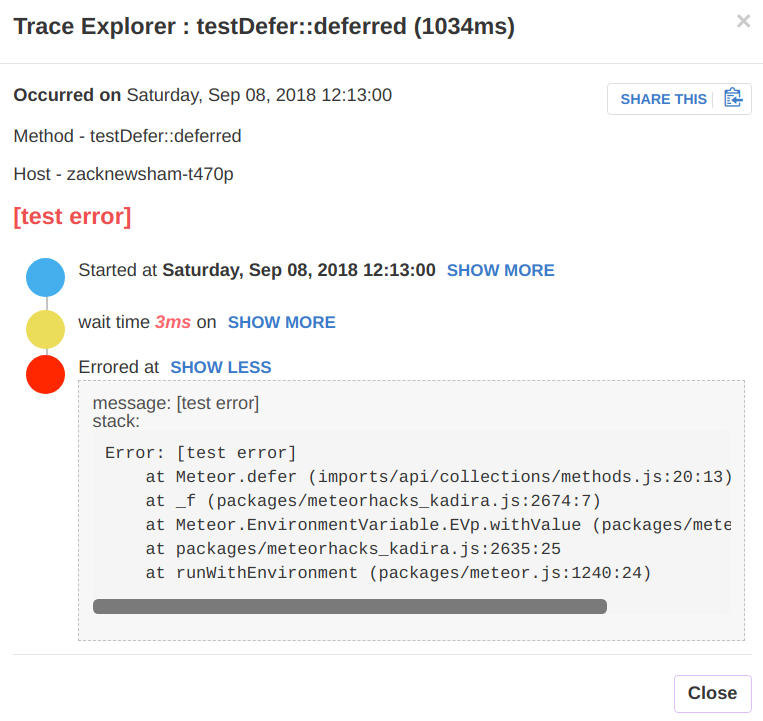 Trace Explorer : testDefer::deferred (1034ms)
×
Occurred on Saturday, Sep 08, 2018 12:13:00
SHARE THIS
Method - testDefer::deferred
Host - zacknewsham-t470p
[test error]
Started at Saturday, Sep 08, 2018 12:13:00 SHOW MORE
wait time 3ms on SHOW MORE
Errored at SHOW LESS
message: [test error]
stack:
Error: [test error]
at Meteor.defer (imports/api/collections/methods.js:20:13)
at _f (packages/meteorhacks_kadira.js:2674:7)
at Meteor.EnvironmentVariable.EVp.withValue (packages/mete
at packages/meteorhacks_kadira.js:2635:25
at runWithEnvironment (packages/meteor.js:1240:24)
Close